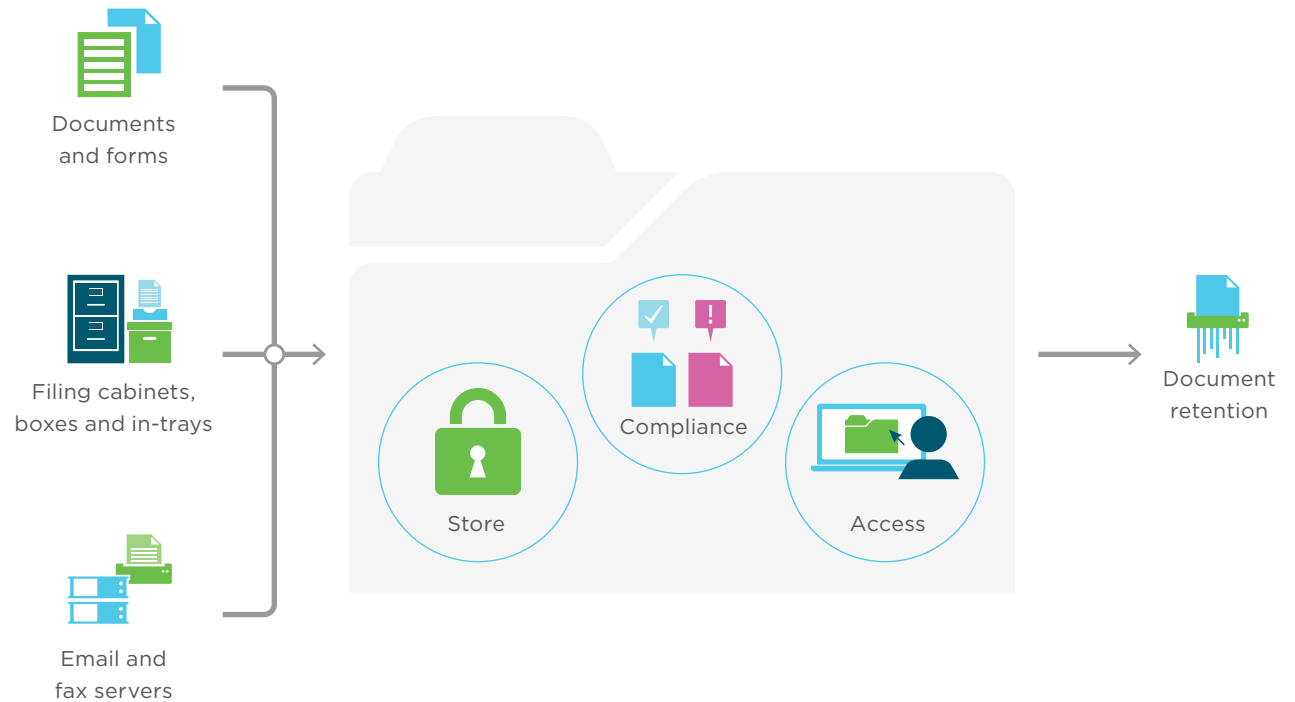 Documents
and forms
Filing cabinets,
boxes and in-trays
Email and
fax servers
Store
Compliance
Access
Document
retention